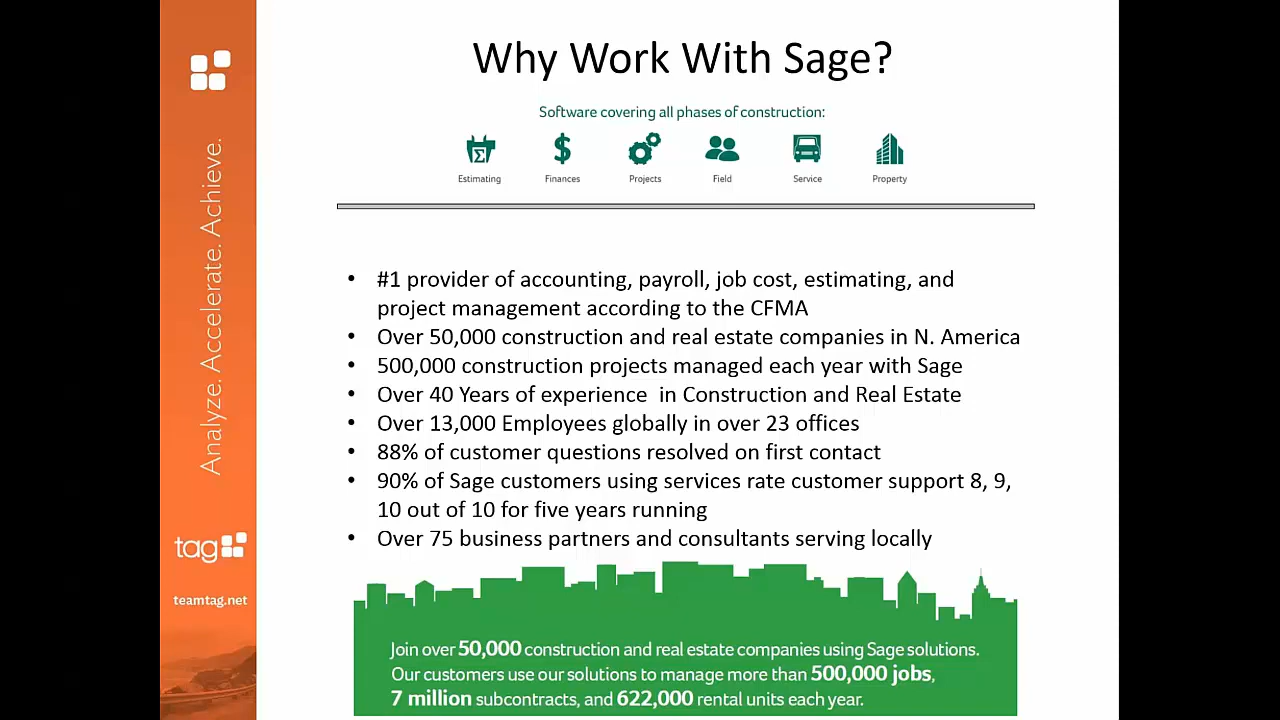 Why Work With Sage?
Software covering all phases of construction:
Estimating
Finances
Projects
Field
Service
Property
• #1 provider of accounting, payroll, job cost, estimating, and
project management according to the CFMA
• Over 50,000 construction and real estate companies in N. America
• 500,000 construction projects managed each year with Sage
• Over 40 Years of experience  in Construction and Real Estate
• Over 13,000 Employees globally in over 23 offices
• 88% of customer questions resolved on first contact
• 90% of Sage customers using services rate customer support 8, 9,
10 out of 10 for five years running
• Over 75 business partners and consultants serving locally
Join over 50,000 construction and real estate companies using Sage solutions.
Our customers use our solutions to manage more than 500,000 jobs,
7 million subcontracts, and 622,000 rental units each year.
Analyze. Accelerate. Achieve.
tag
teamtag.net